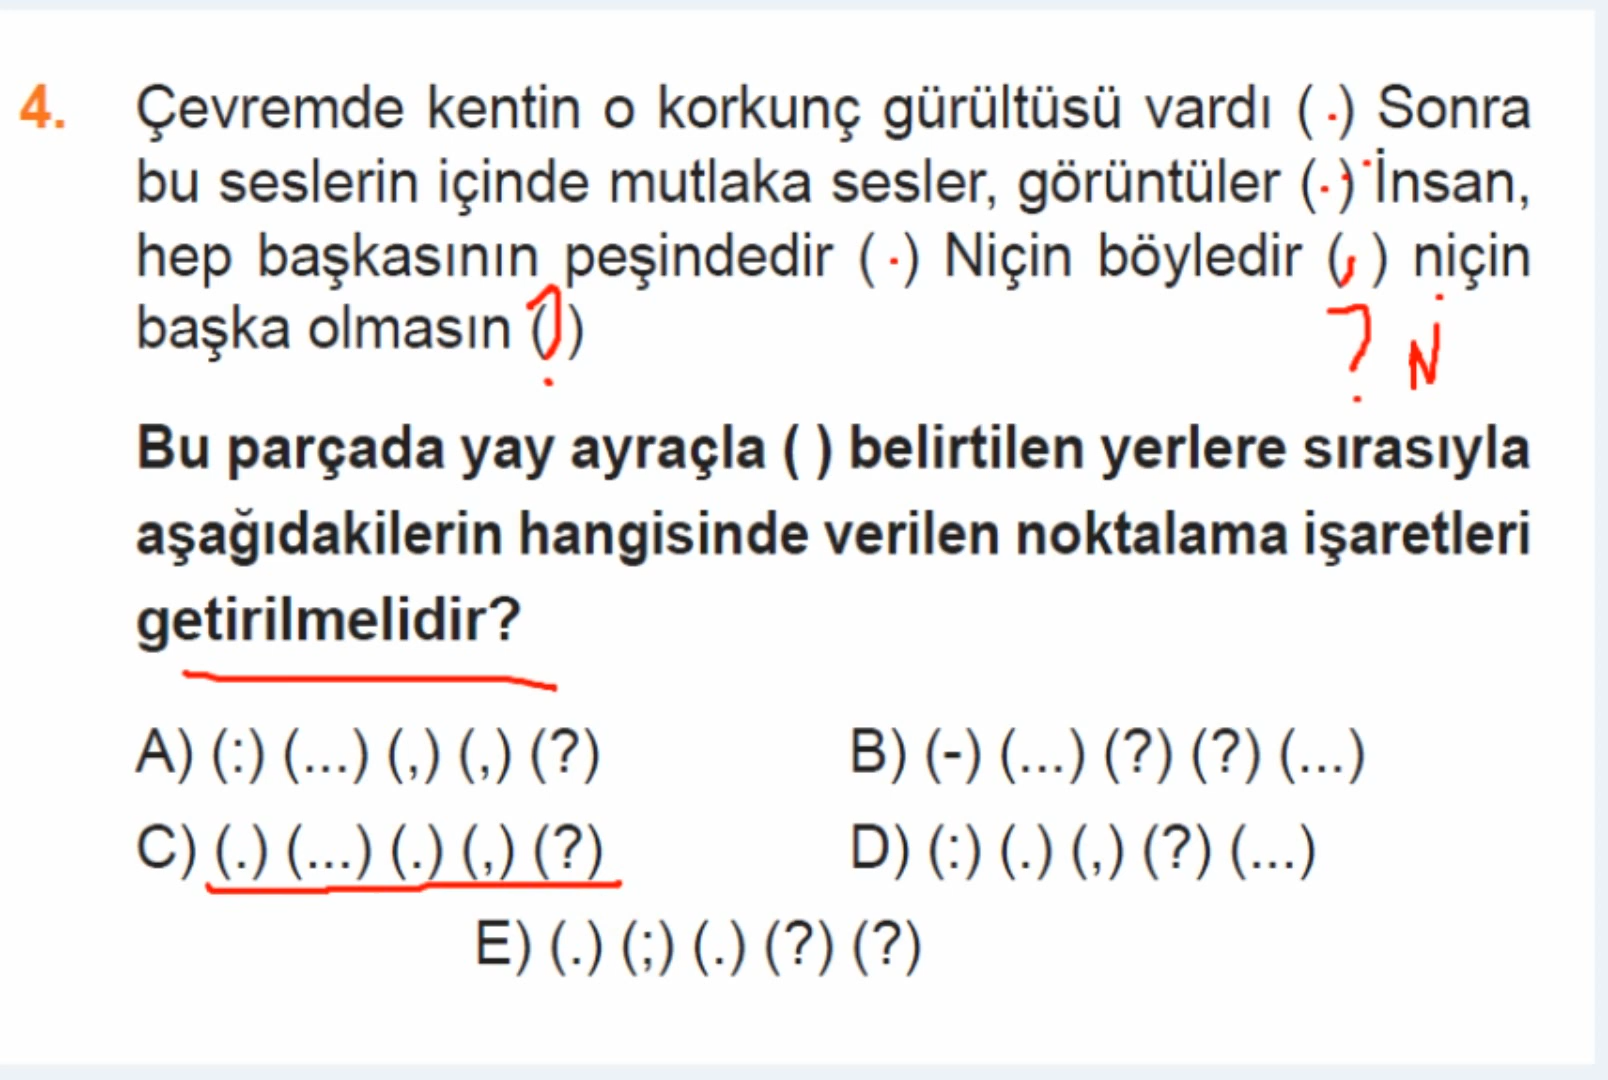 4. Çevremde kentin o korkunç gürültüsü vardı (.) Sonra
bu seslerin içinde mutlaka sesler, görüntüler (.) İnsan,
hep başkasının peşindedir (.) Niçin böyledir (,) niçin
başka olmasın (?)
? N
Bu parçada yay ayraçla ( ) belirtilen yerlere sırasıyla
aşağıdakilerin hangisinde verilen noktalama işaretleri
getirilmelidir?
A) (:) (...) (,) (,) (?)
B) (-) (...) (?) (?) (...)
C) (.) (...) (.) (,) (?)
D) (:) (.) (,) (?) (...)
E) (.) (;) (.) (?) (?)